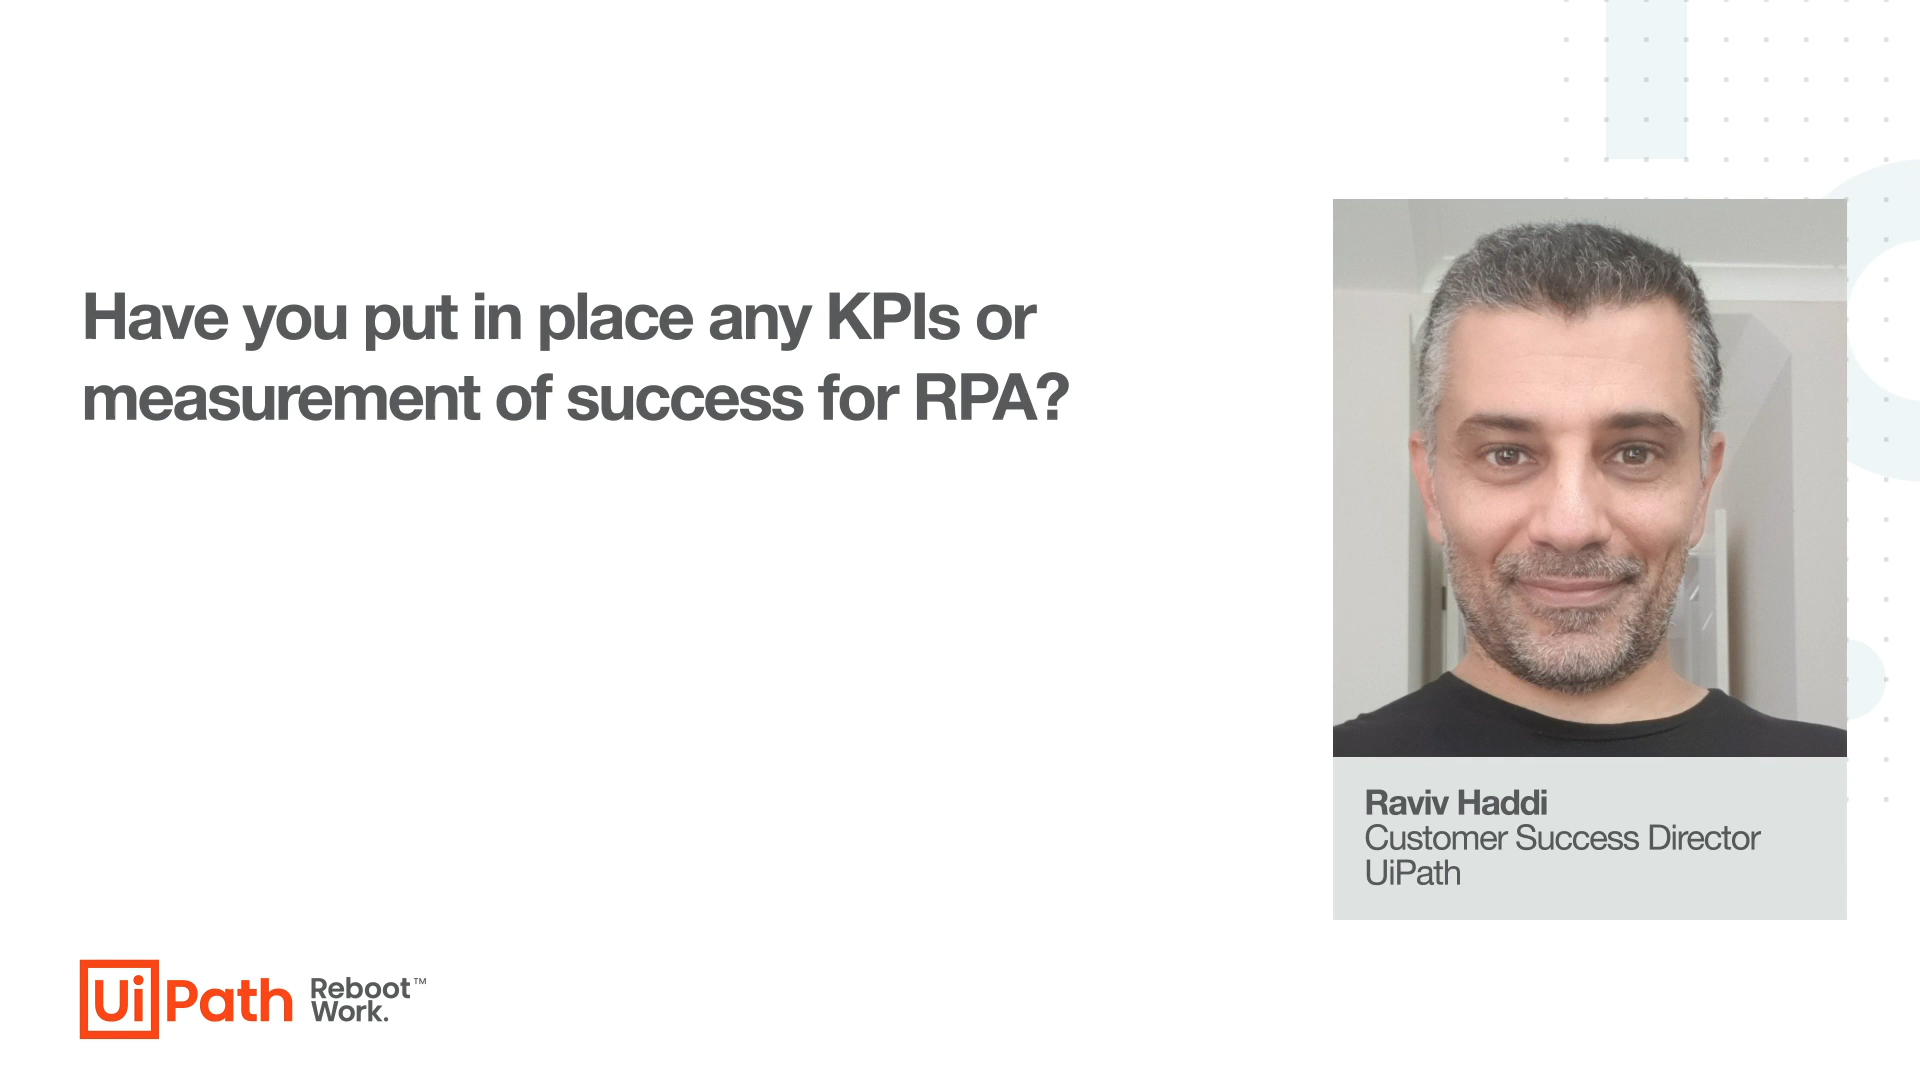 Have you put in place any KPIs or
measurement of success for RPA?
Raviv Haddi
Customer Success Director
UiPath
UiPath Reboot™
Work.